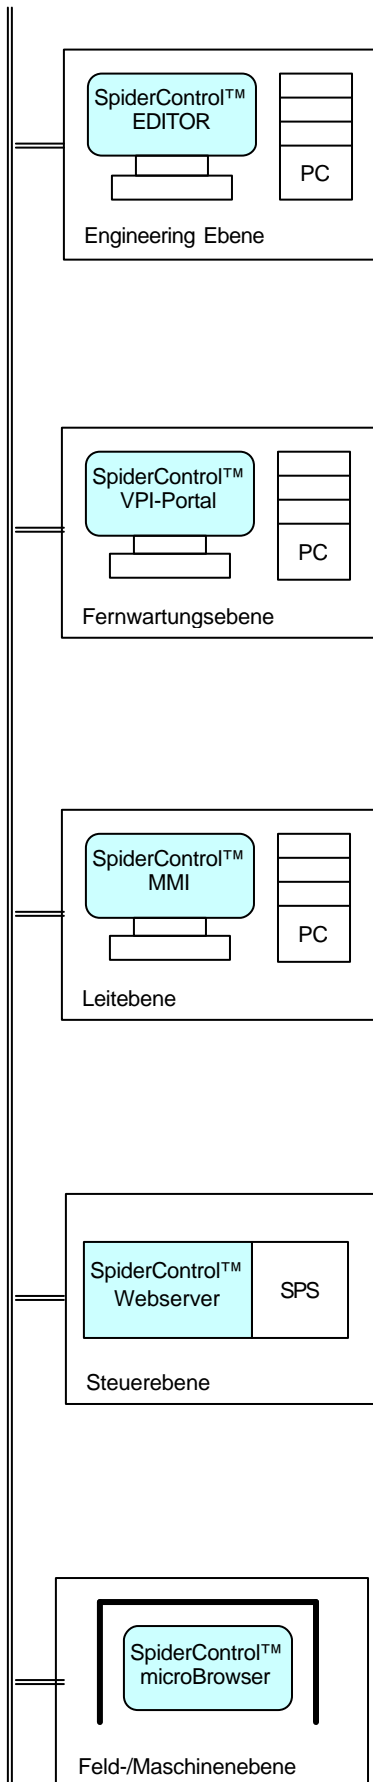 SpiderControl™
EDITOR
PC
Engineering Ebene
SpiderControl™
VPI-Portal
PC
Fernwartungsebene
SpiderControl™
MMI
PC
Leitebene
SpiderControl™
Webserver
SPS
Steuerebene
SpiderControl™
microBrowser
Feld-/Maschinenebene